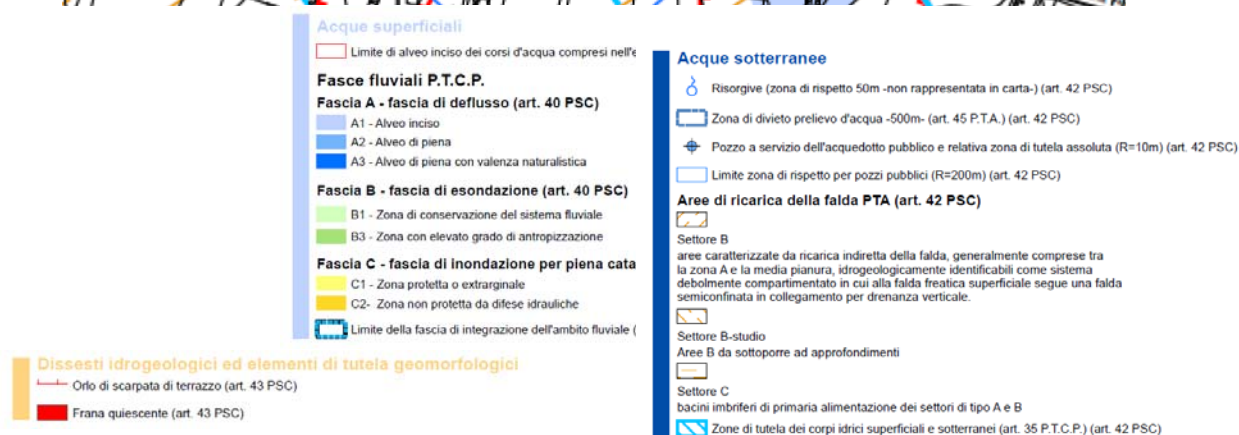 Acque superficiali
Limite di alveo inciso dei corsi d'acqua compresi nell'e
Fasce fluviali P.T.C.P.
Fascia A - fascia di deflusso (art. 40 PSC)
A1 - Alveo inciso
A2 - Alveo di piena
A3 - Alveo di piena con valenza naturalistica
Fascia B - fascia di esondazione (art. 40 PSC)
B1 - Zona di conservazione del sistema fluviale
B3 - Zona con elevato grado di antropizzazione
Fascia C - fascia di inondazione per piena cata
C1 - Zona protetta o extrarginale
C2- Zona non protetta da difese idrauliche
Limite della fascia di integrazione dell'ambito fluviale (
Dissesti idrogeologici ed elementi di tutela geomorfologici
Orlo di scarpata di terrazzo (art. 43 PSC)
Frana quiescente (art. 43 PSC)
Acque sotterranee
Risorgive (zona di rispetto 50m -non rappresentata in carta-) (art. 42 PSC)
Zona di divieto prelievo d'acqua -500m- (art. 45 P.T.A.) (art. 42 PSC)
Pozzo a servizio dell'acquedotto pubblico e relativa zona di tutela assoluta (R=10m) (art. 42 PSC)
Limite zona di rispetto per pozzi pubblici (R=200m) (art. 42 PSC)
Aree di ricarica della falda PTA (art. 42 PSC)
Settore B
aree caratterizzate da ricarica indiretta della falda, generalmente comprese tra
la zona A e la media pianura, idrogeologicamente identificabili come sistema
debolmente compartimentato in cui alla falda freatica superficiale segue una falda
semiconfinata in collegamento per drenanza verticale.
Settore B-studio
Aree B da sottoporre ad approfondimenti
Settore C
bacini imbriferi di primaria alimentazione dei settori di tipo A e B
Zone di tutela dei corpi idrici superficiali e sotterranei (art. 35 P.T.C.P.) (art. 42 PSC)